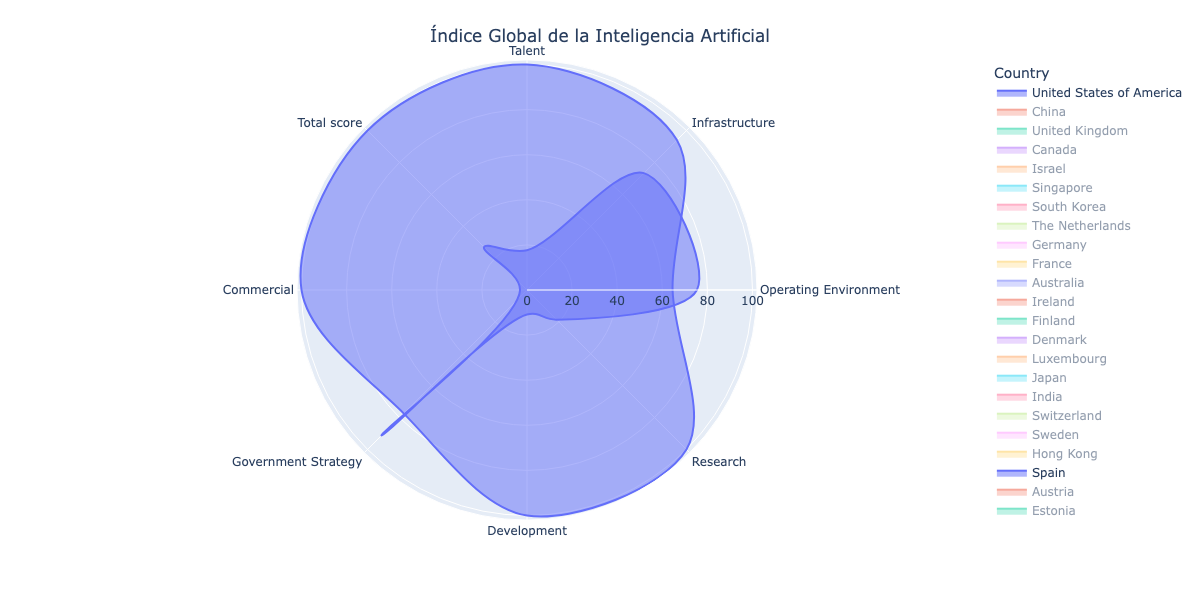 Índice Global de la Inteligencia Artificial
Talent
Total score
Infrastructure
Commercial
0
20
40
60
80
100
Operating Environment
Government Strategy
Research
Development
Country
United States of America
China
United Kingdom
Canada
Israel
Singapore
South Korea
The Netherlands
Germany
France
Australia
Ireland
Finland
Denmark
Luxembourg
Japan
India
Switzerland
Sweden
Hong Kong
Spain
Austria
Estonia